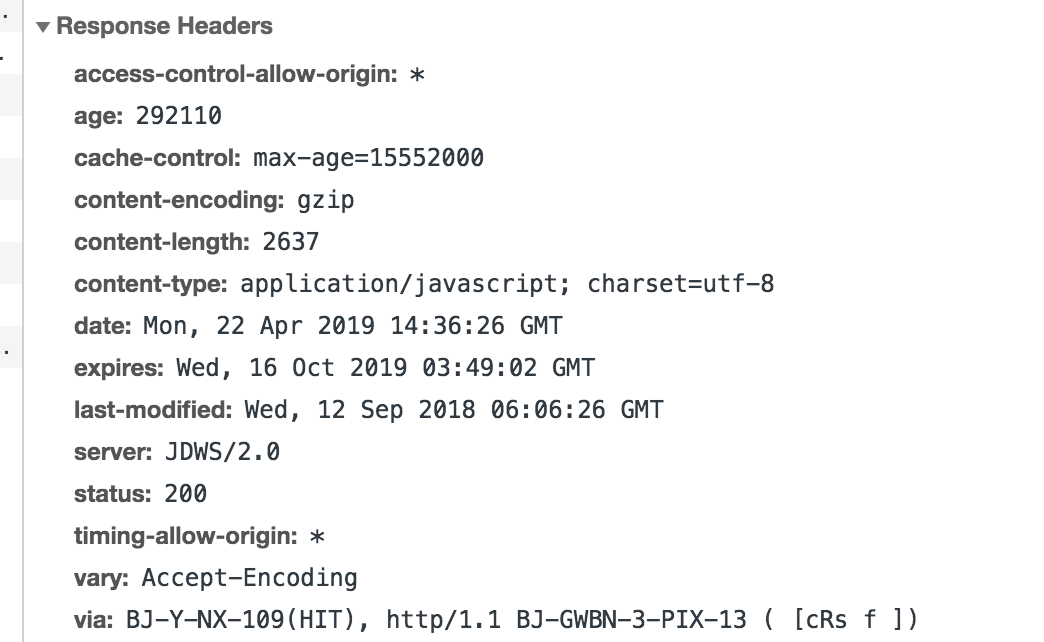 Response Headers
access-control-allow-origin: *
age: 292110
cache-control: max-age=15552000
content-encoding: gzip
content-length: 2637
content-type: application/javascript; charset=utf-8
date: Mon, 22 Apr 2019 14:36:26 GMT
expires: Wed, 16 Oct 2019 03:49:02 GMT
last-modified: Wed, 12 Sep 2018 06:06:26 GMT
server: JDWS/2.0
status: 200
timing-allow-origin: *
vary: Accept-Encoding
via: BJ-Y-NX-109(HIT), http/1.1 BJ-GWBN-3-PIX-13 ( [cRs f ])